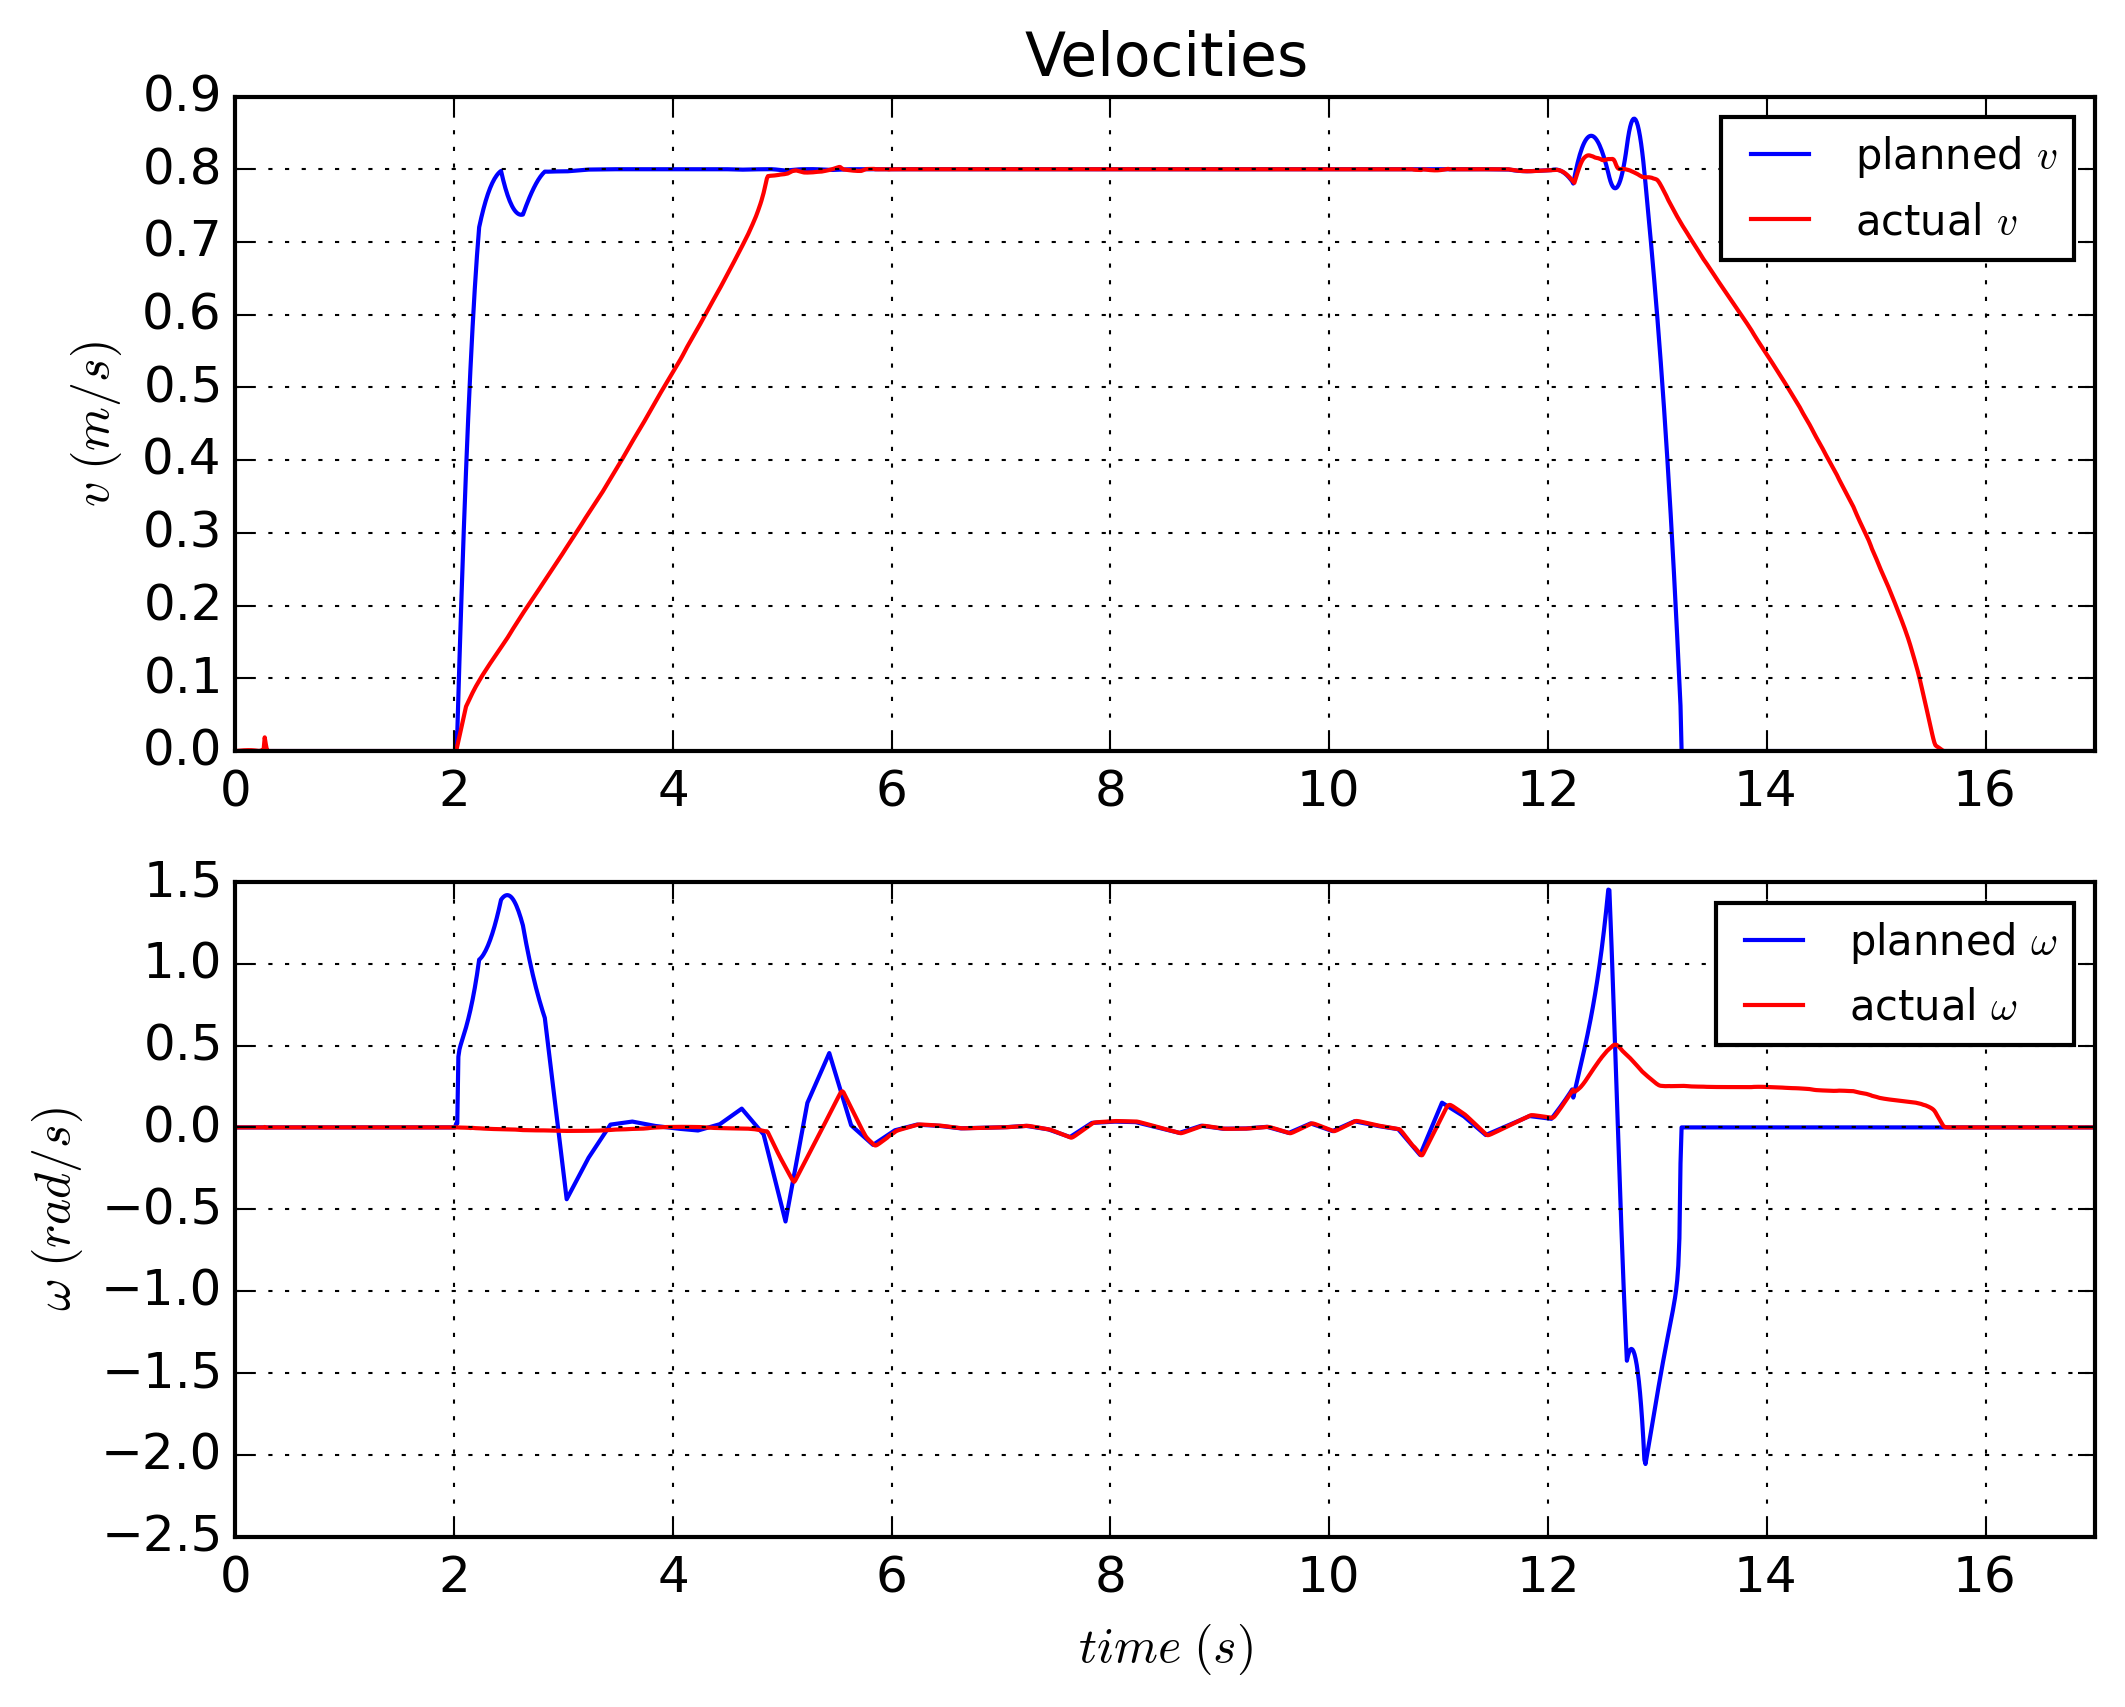 Velocities
0.9
0.8
0.7
0.6
0.5
0.4
0.3
0.2
0.1
0.0
v (m/s)
planned v
actual v
0 2 4 6 8 10 12 14 16
1.5
1.0
0.5
0.0
−0.5
−1.0
−1.5
−2.0
−2.5
ω (rad/s)
planned ω
actual ω
0 2 4 6 8 10 12 14 16
time (s)